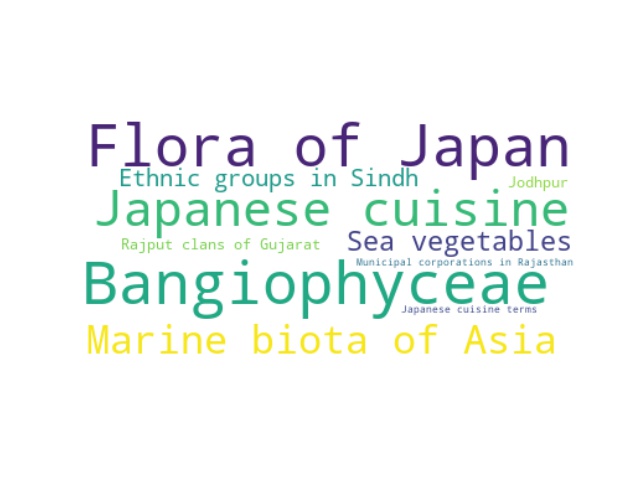 Flora of Japan
Ethnic groups in Sindh
Jodhpur
Japanese cuisine
Rajput clans of Gujarat
Sea vegetables
Municipal corporations in Rajasthan
Bangiophyceae
Japanese cuisine terms
Marine biota of Asia